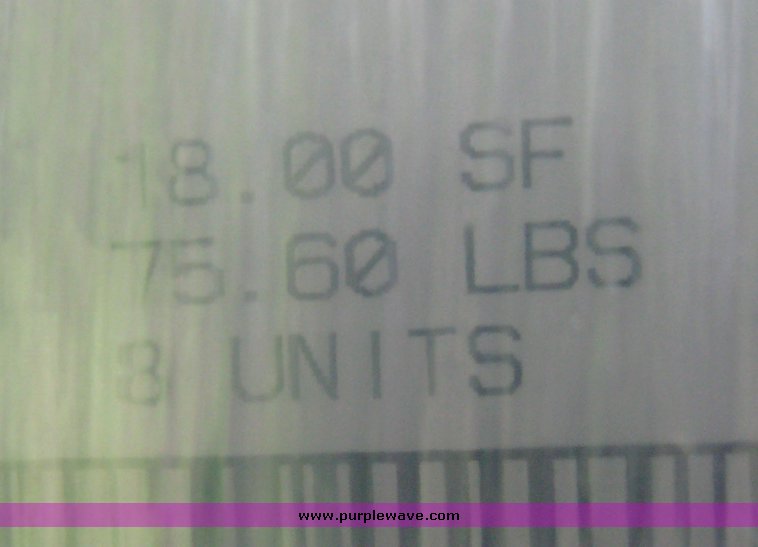 18.00 SF
75.60 LBS
8 UNITS
www.purplewave.com